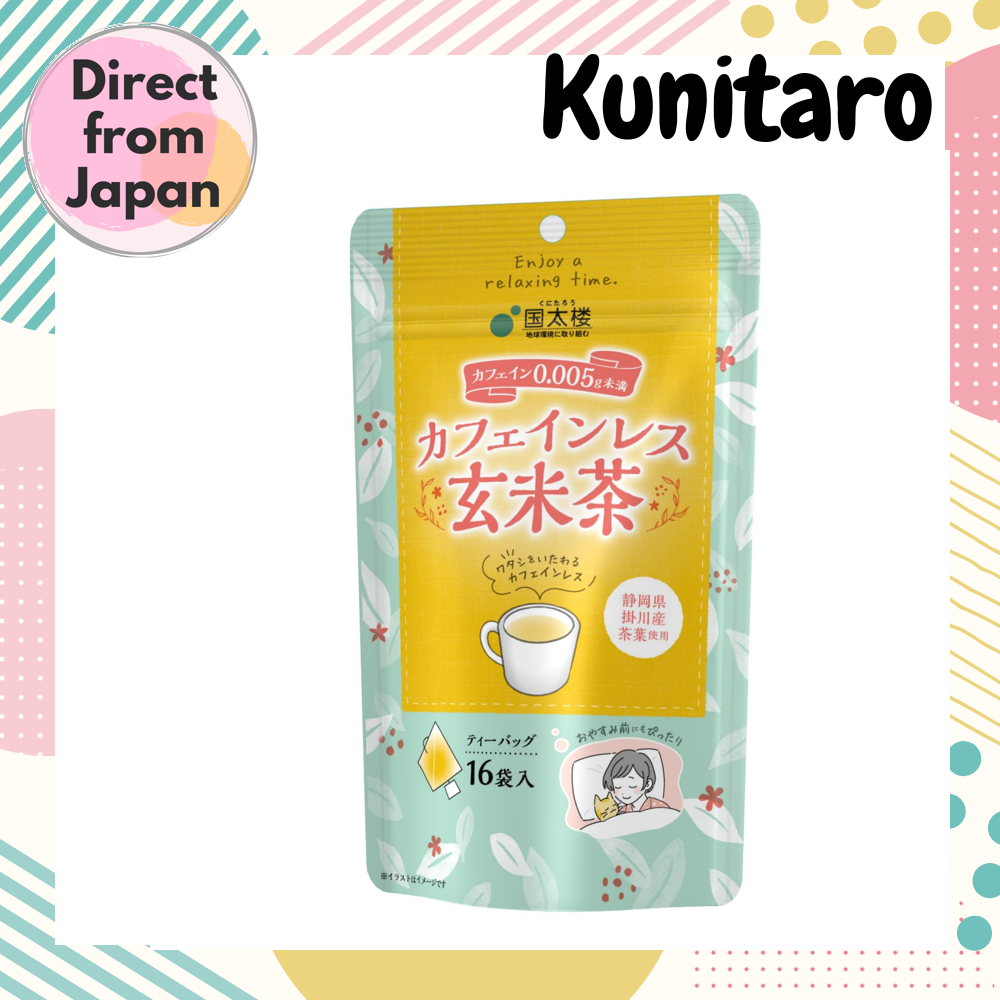 Direct
from
Japan
Kunitaro
Enjoy a
relaxing time.
くにたろう
国太楼
地球環境に取り組む
カフェイン0.005g未満
カフェインレス
玄米茶
ワタシをいたわる
カフェインレス
静岡県
掛川産
茶葉使用
ティーバッグ
16袋入
おやすみ前にもぴったり
※イラストはイメージです